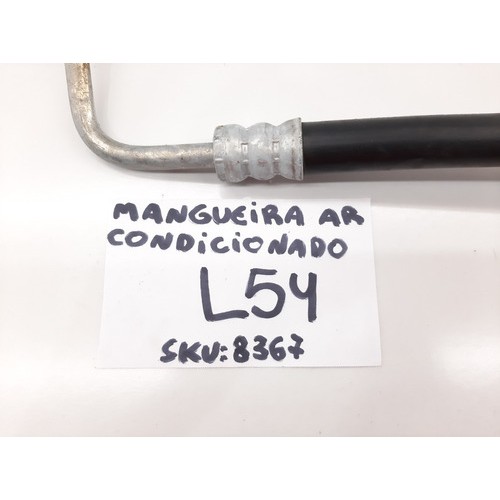 MANGUEIRA AR
CONDICIONADO
L54
SKU:8367